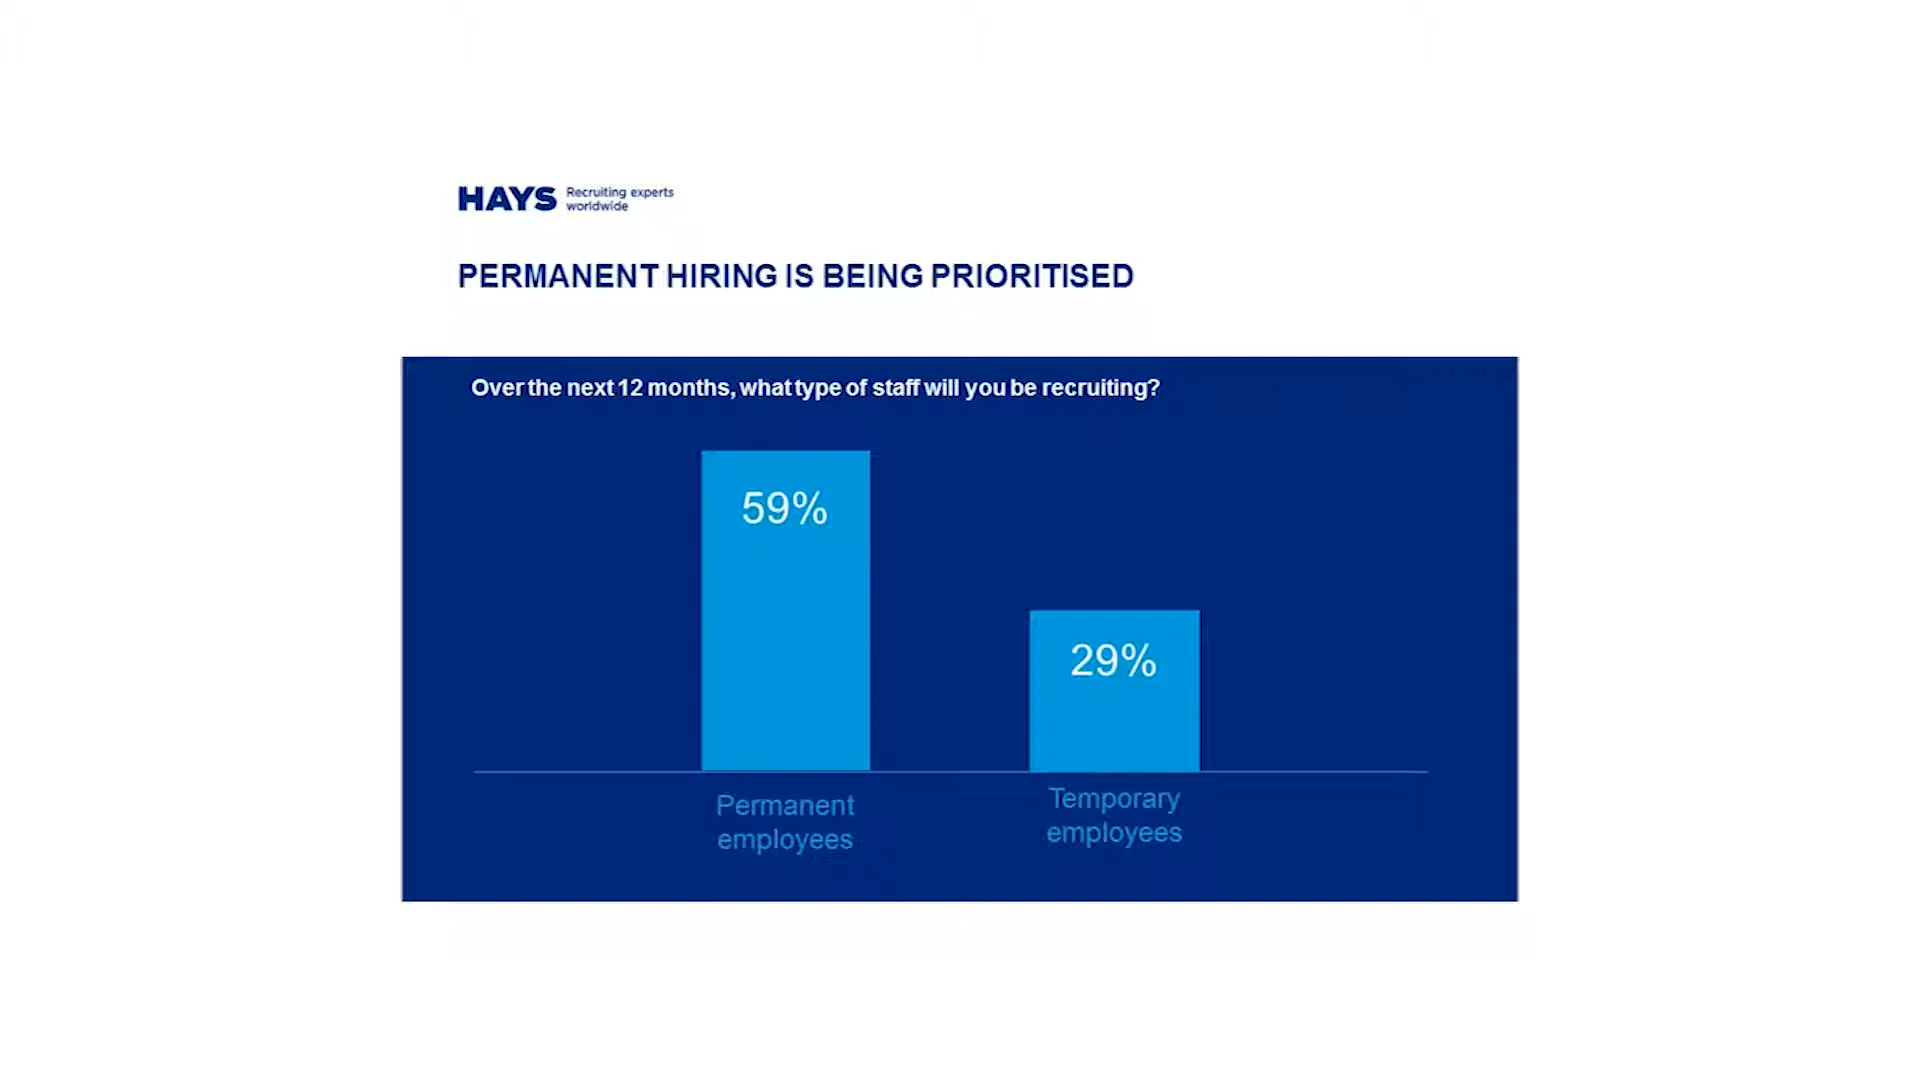 HAYS Recruiting experts
worldwide
PERMANENT HIRING IS BEING PRIORITISED
Over the next 12 months, what type of staff will you be recruiting?
59%
29%
Permanent
employees
Temporary
employees